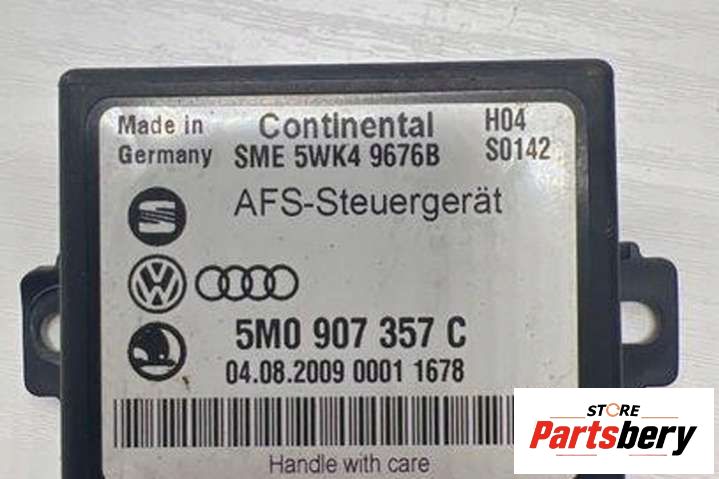 Made in Germany
Continental
SME 5WK4 9676B
H04
S0142
AFS-Steuergerät
5M0 907 357 C
04.08.2009 0001 1678
Handle with care
STORE
Partsbery